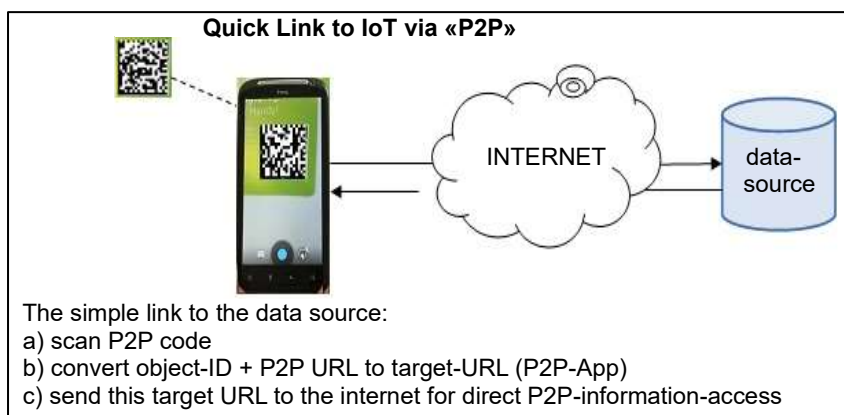 Quick Link to IoT via «P2P»
INTERNET
data-
source
The simple link to the data source:
a) scan P2P code
b) convert object-ID + P2P URL to target-URL (P2P-App)
c) send this target URL to the internet for direct P2P-information-access